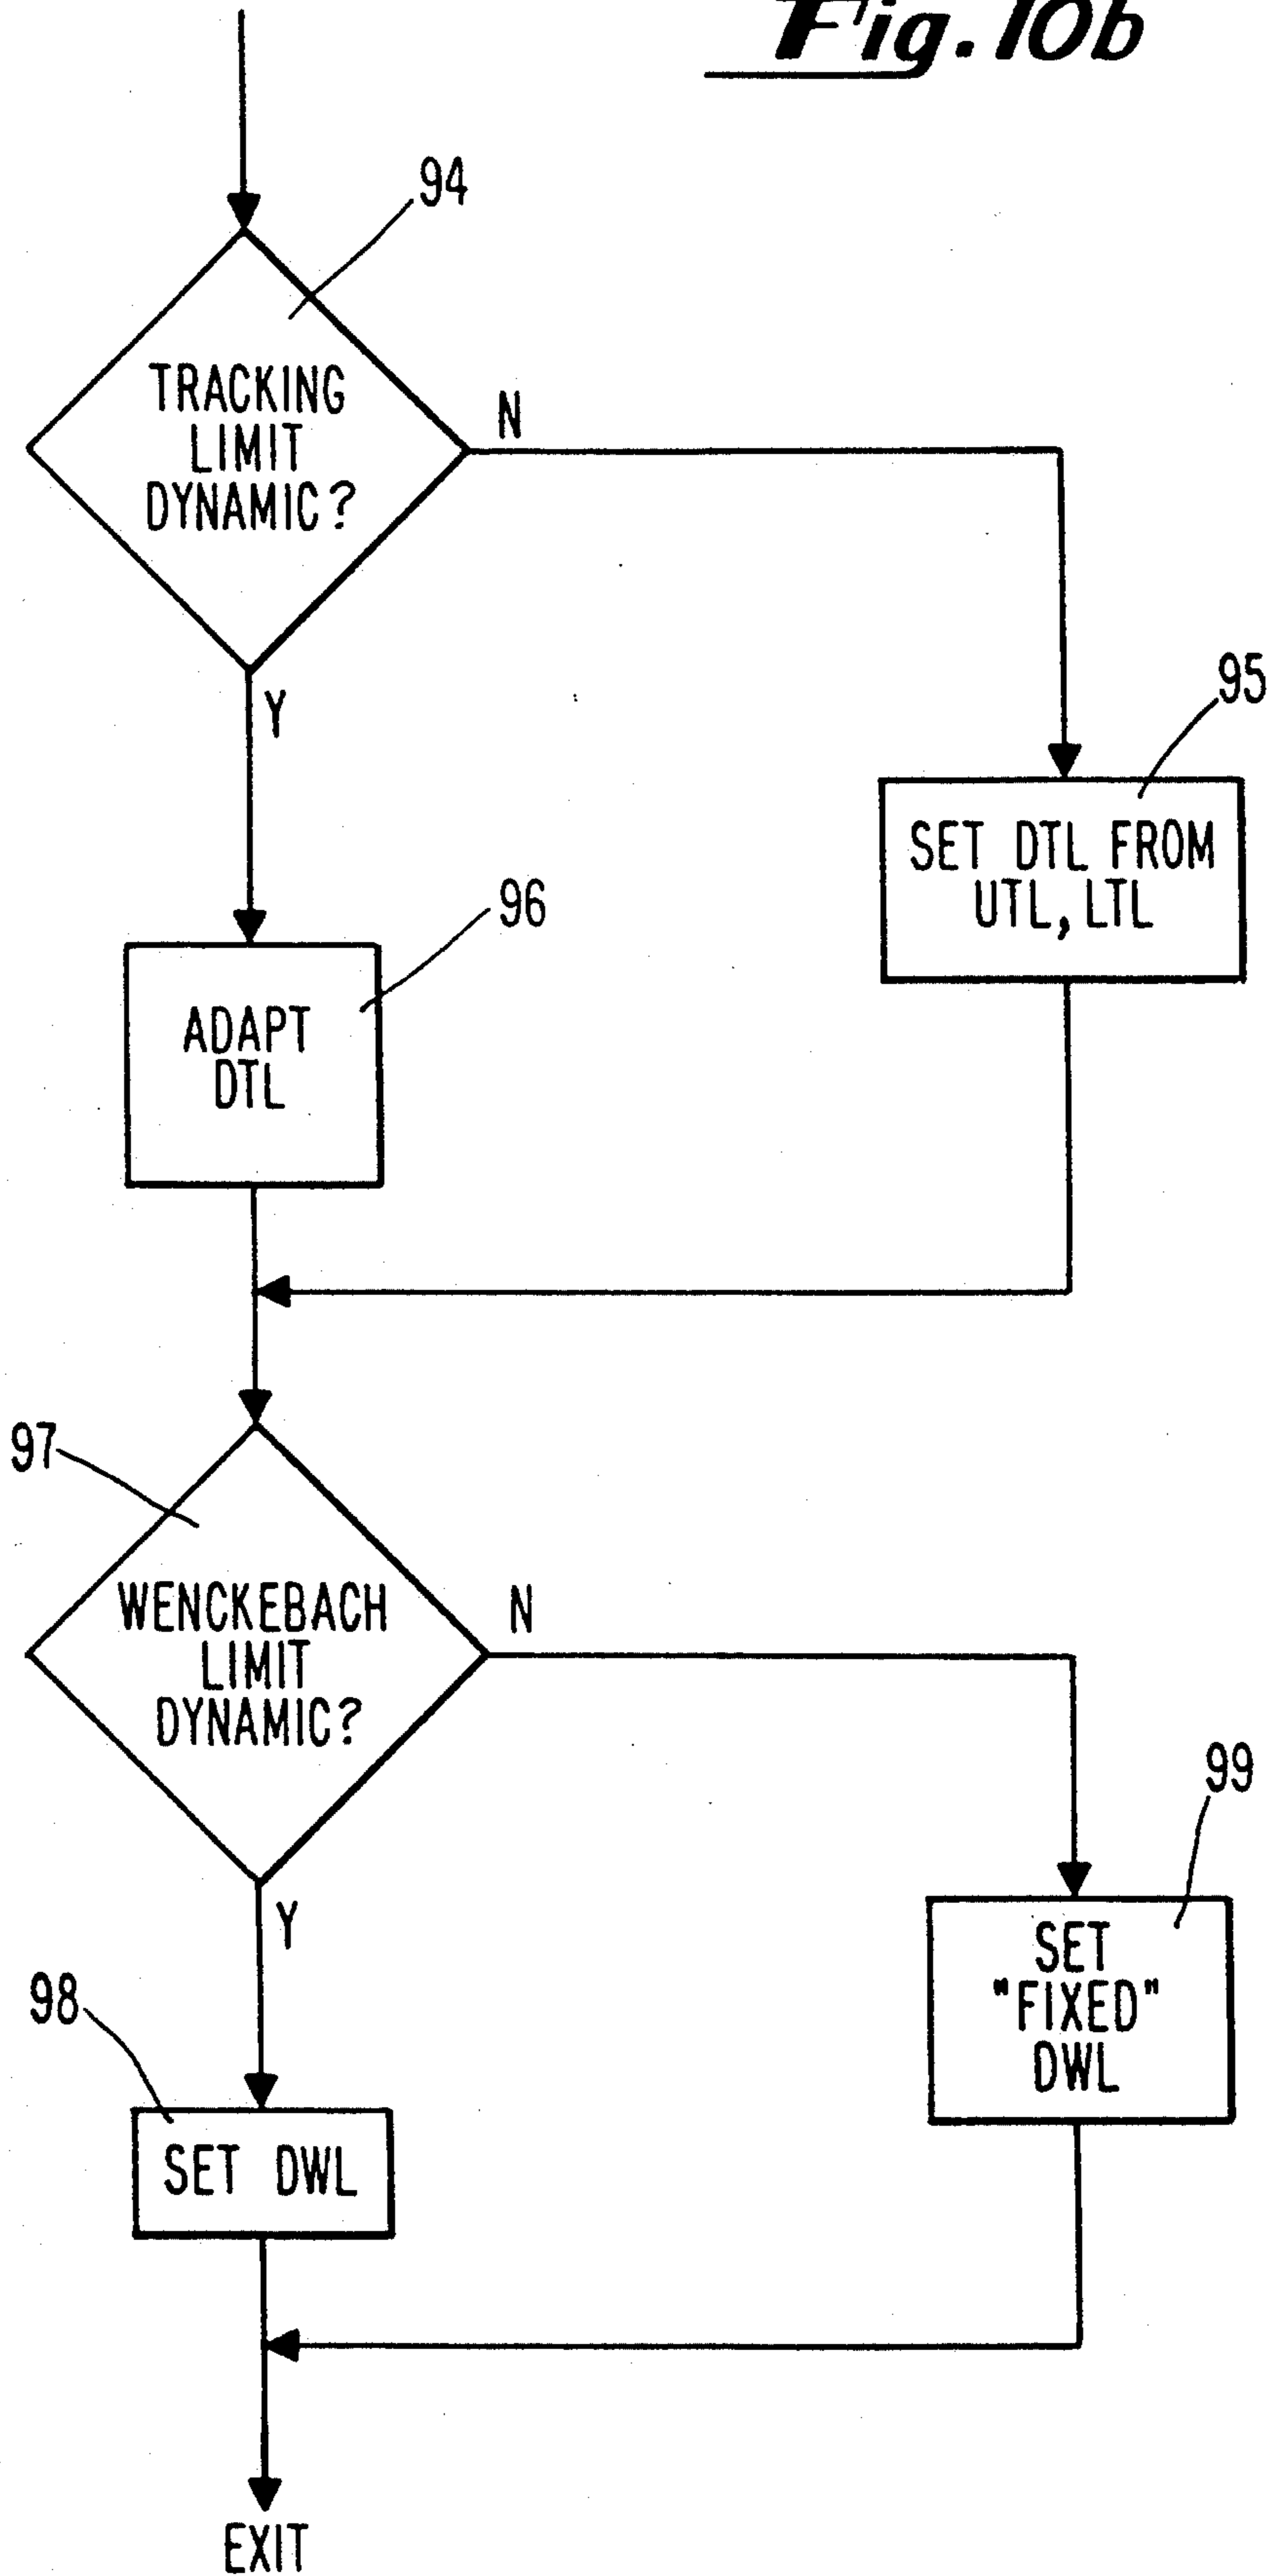 Fig. 10b
94
TRACKING
LIMIT
DYNAMIC?
N
Y
95
SET DTL FROM
UTL, LTL
96
ADAPT
DTL
97
WENCKEBACH
LIMIT
DYNAMIC?
N
Y
99
SET
"FIXED"
DWL
98
SET DWL
EXIT